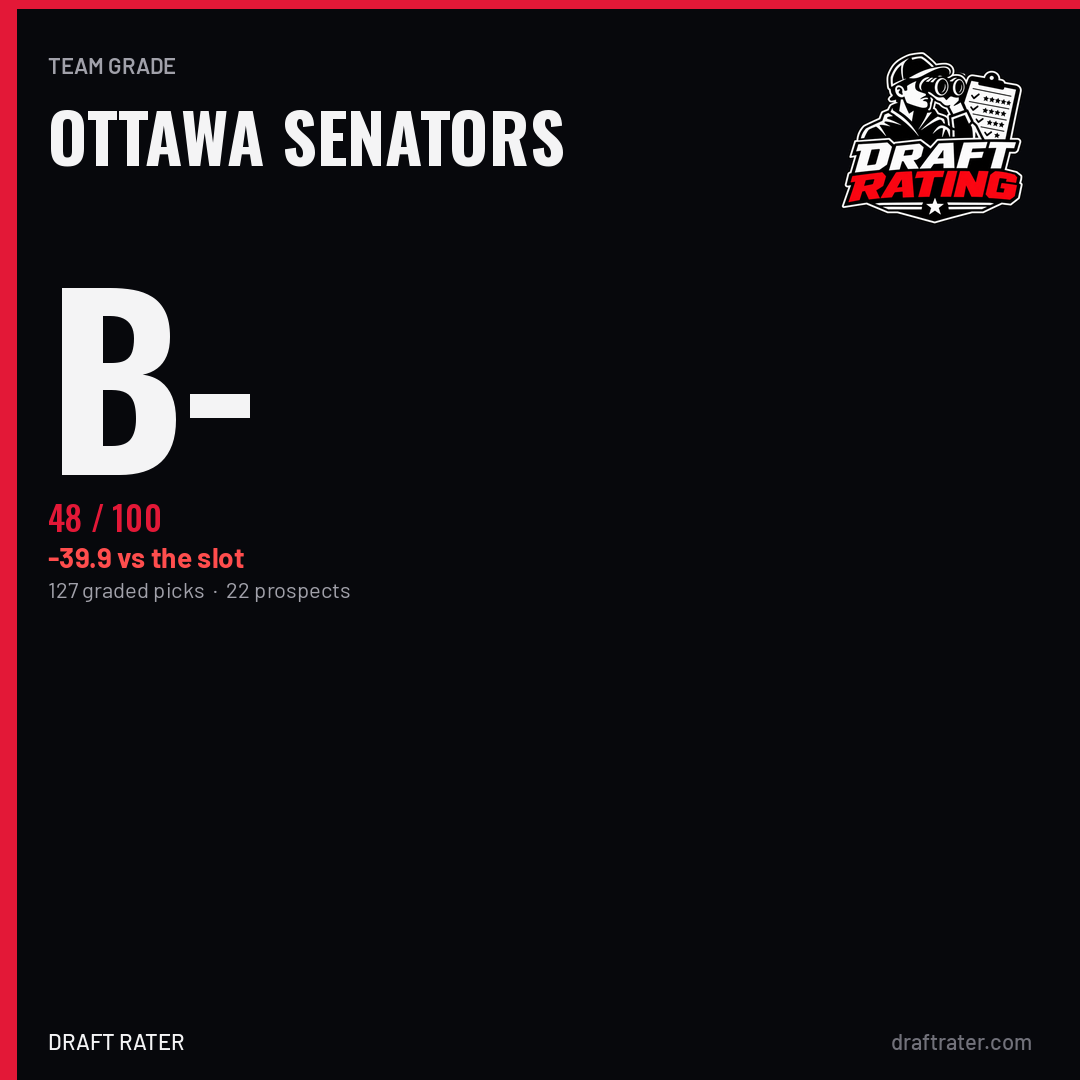 TEAM GRADE
OTTAWA SENATORS
DRAFT
RATING
B-
48 / 100
-39.9 vs the slot
127 graded picks · 22 prospects
DRAFT RATER
draftrater.com